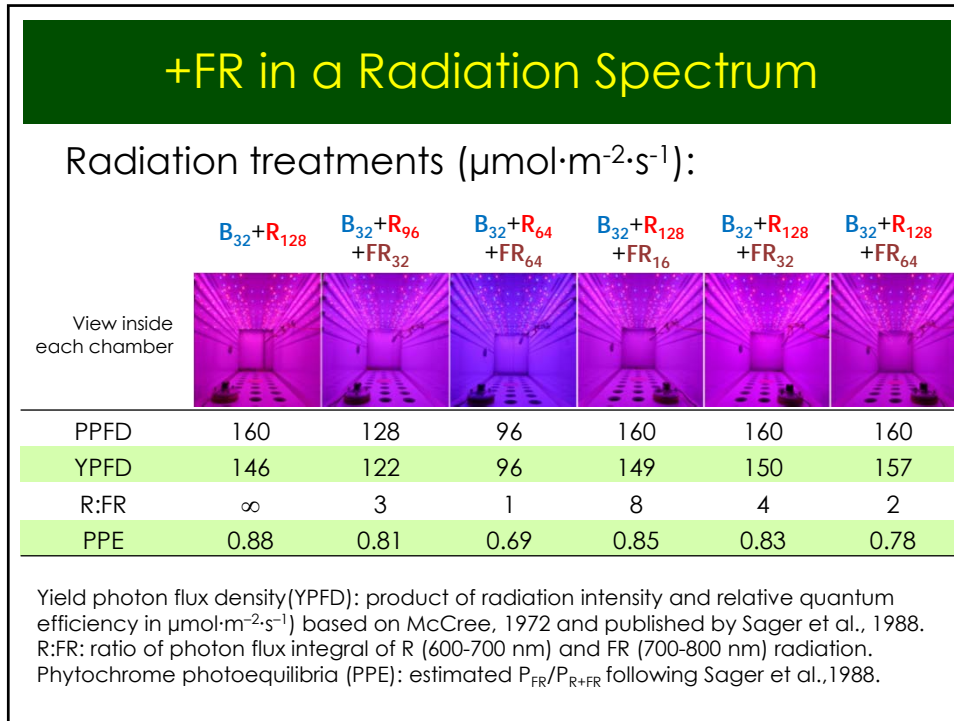 +FR in a Radiation Spectrum
Radiation treatments (µmol·m-2·s-1):
B32+R128 B32+R96 +FR32 B32+R64 +FR64 B32+R128 +FR16 B32+R128 +FR32 B32+R128 +FR64
View inside
each chamber
PPFD 160 128 96 160 160 160
YPFD 146 122 96 149 150 157
R:FR ∞ 3 1 8 4 2
PPE 0.88 0.81 0.69 0.85 0.83 0.78
Yield photon flux density(YPFD): product of radiation intensity and relative quantum
efficiency in µmol·m–2·s–1) based on McCree, 1972 and published by Sager et al., 1988.
R:FR: ratio of photon flux integral of R (600-700 nm) and FR (700-800 nm) radiation.
Phytochrome photoequilibria (PPE): estimated PFR/PR+FR following Sager et al.,1988.